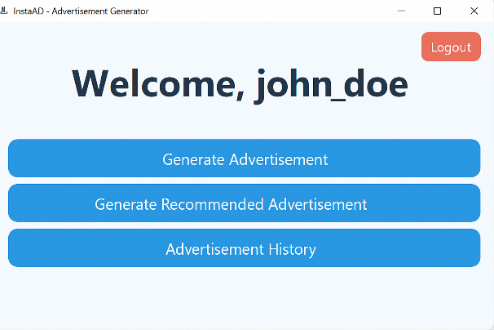 InstaAD - Advertisement Generator
Logout
Welcome, john_doe
Generate Advertisement
Generate Recommended Advertisement
Advertisement History